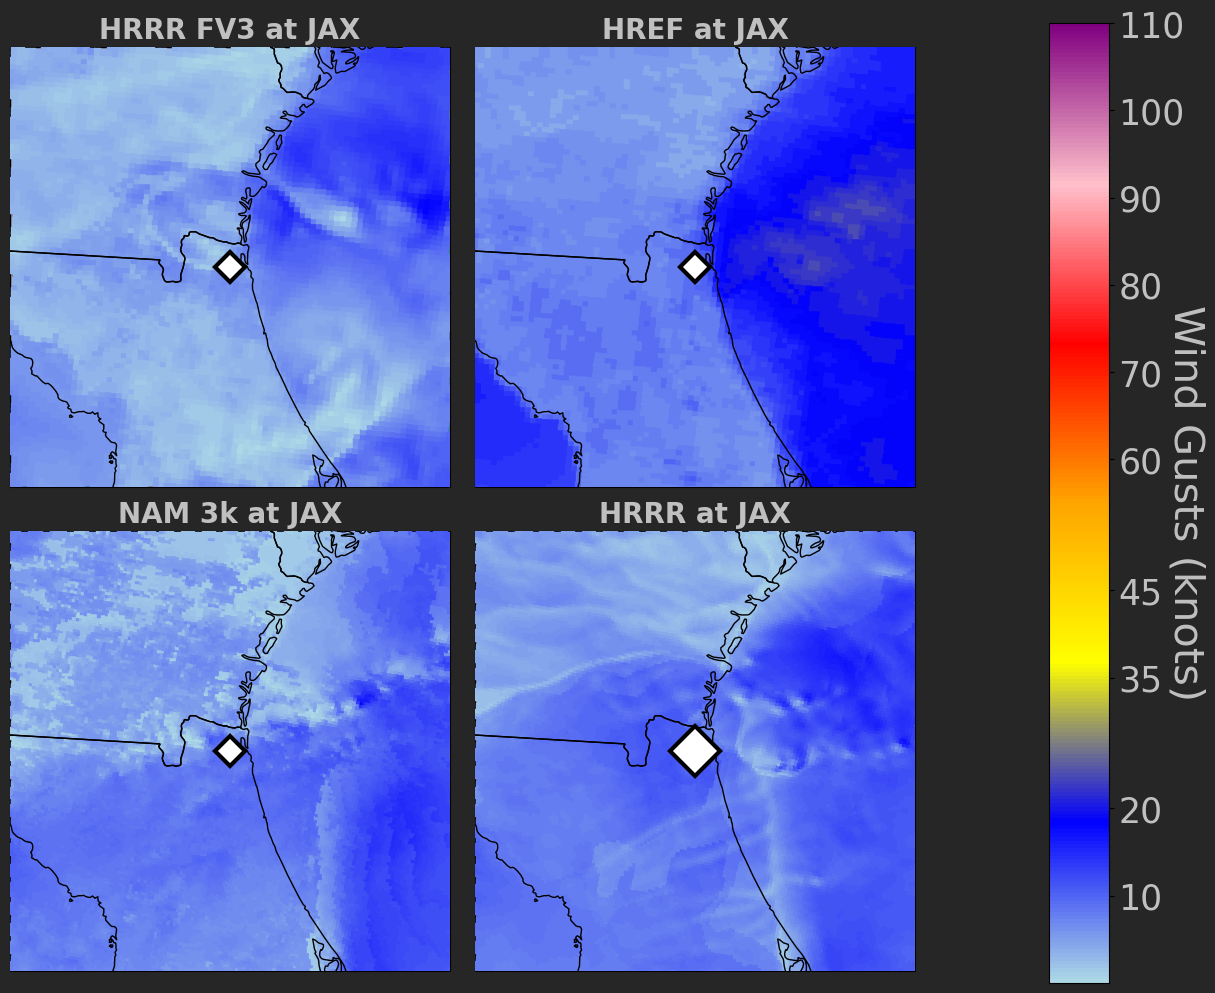 HRRR FV3 at JAX
HREF at JAX
NAM 3k at JAX
HRRR at JAX
110
100
90
80
70
60
45
35
20
10
Wind Gusts (knots)